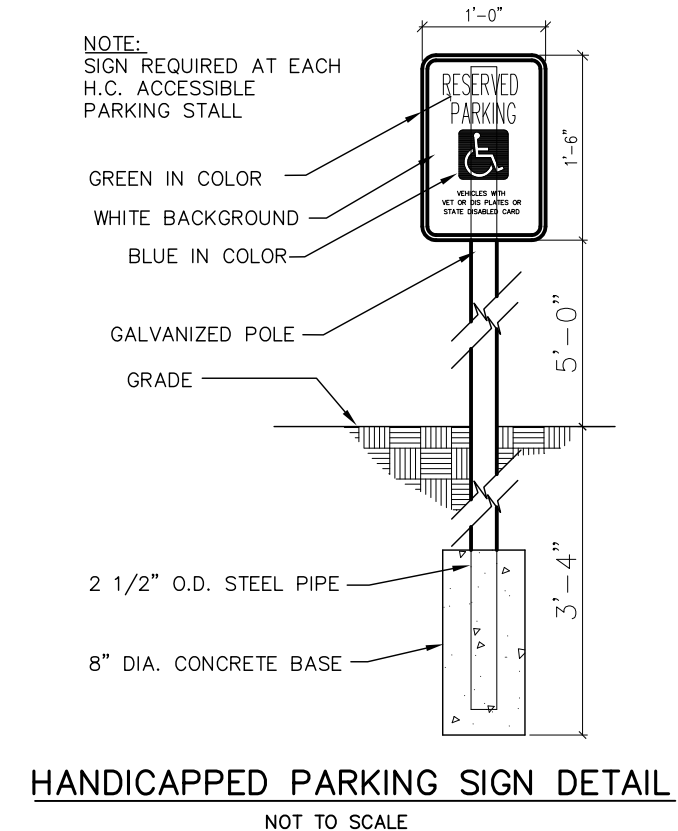 1'-0"
NOTE:
SIGN REQUIRED AT EACH
H.C. ACCESSIBLE
PARKING STALL
RESERVED
PARKING
1'-6"
GREEN IN COLOR
VEHICLES WITH
VET OR DIS PLATES OR
STATE DISABLED CARD
WHITE BACKGROUND
BLUE IN COLOR
GALVANIZED POLE
5'-0"
GRADE
3'-4"
2 1/2" O.D. STEEL PIPE
8" DIA. CONCRETE BASE
HANDICAPPED PARKING SIGN DETAIL
NOT TO SCALE